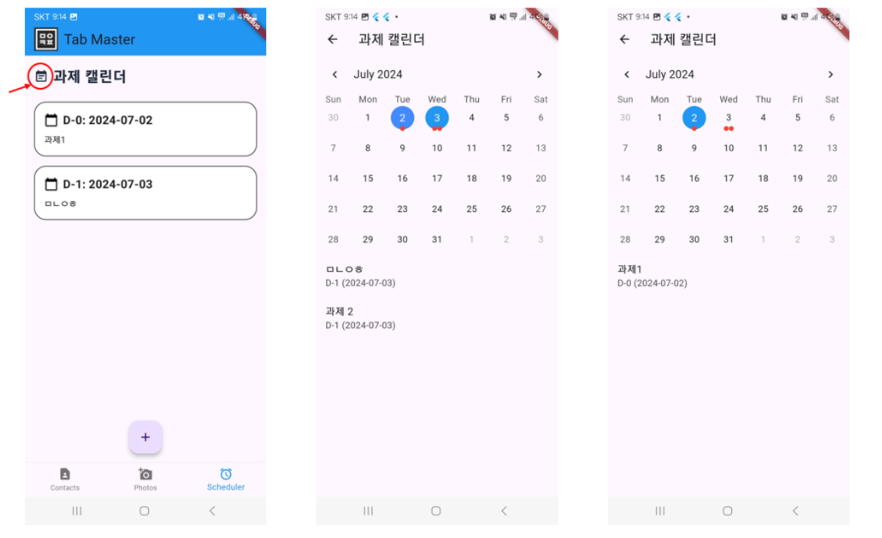 SKT 9:14
Tab Master
과제 캘린더
D-0: 2024-07-02
과제1
D-1: 2024-07-03
ㅁㄴㅇㅎ
+
Contacts
Photos
Scheduler
SKT 9:14
과제 캘린더
July 2024
Sun Mon Tue Wed Thu Fri Sat
30 1 2 3 4 5 6
7 8 9 10 11 12 13
14 15 16 17 18 19 20
21 22 23 24 25 26 27
28 29 30 31 1 2 3
ㅁㄴㅇㅎ
D-1 (2024-07-03)
과제 2
D-1 (2024-07-03)
SKT 9:14
과제 캘린더
July 2024
Sun Mon Tue Wed Thu Fri Sat
30 1 2 3 4 5 6
7 8 9 10 11 12 13
14 15 16 17 18 19 20
21 22 23 24 25 26 27
28 29 30 31 1 2 3
과제1
D-0 (2024-07-02)